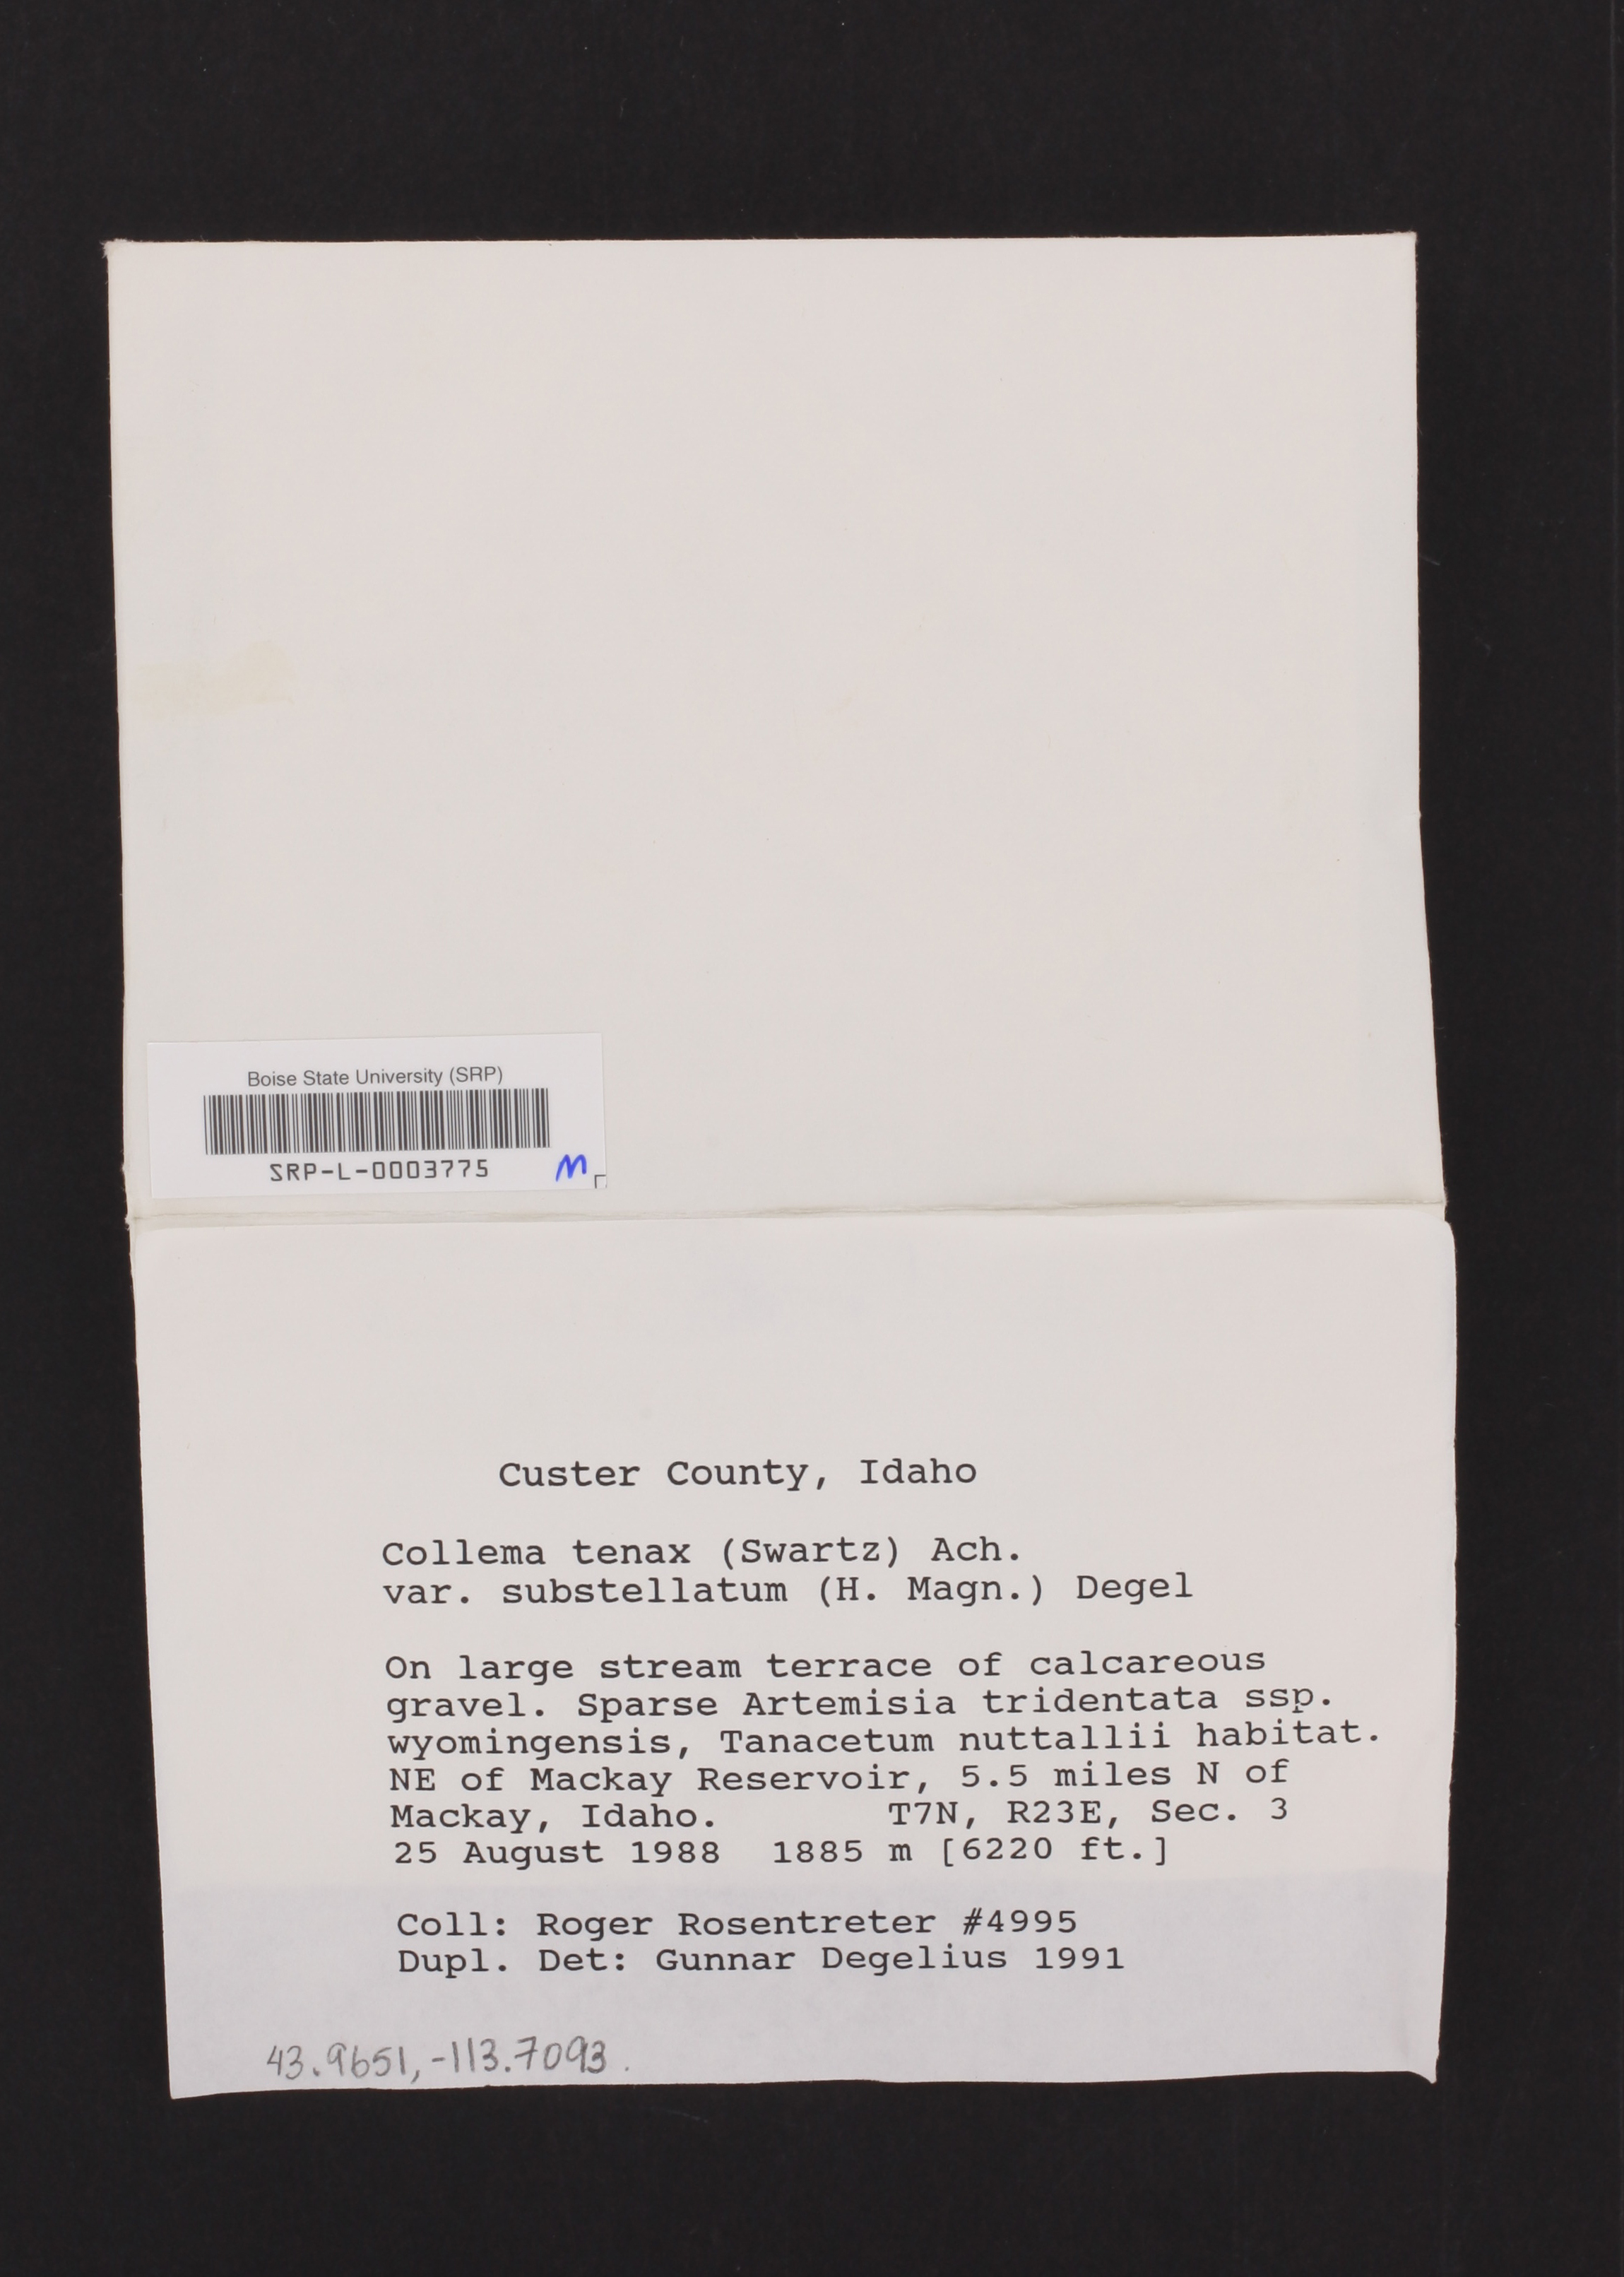 Boise State University (SRP)
SRP-L-0003775
M
Custer County, Idaho
Collema tenax (Swartz) Ach.
var. substellatum (H. Magn.) Degel
On large stream terrace of calcareous
gravel. Sparse Artemisia tridentata ssp.
wyomingensis, Tanacetum nuttallii habitat.
NE of Mackay Reservoir, 5.5 miles N of
Mackay, Idaho. T7N, R23E, Sec. 3
25 August 1988 1885 m [6220 ft.]
Coll: Roger Rosentreter #4995
Dupl. Det: Gunnar Degelius 1991
43.9651, -113.7093.